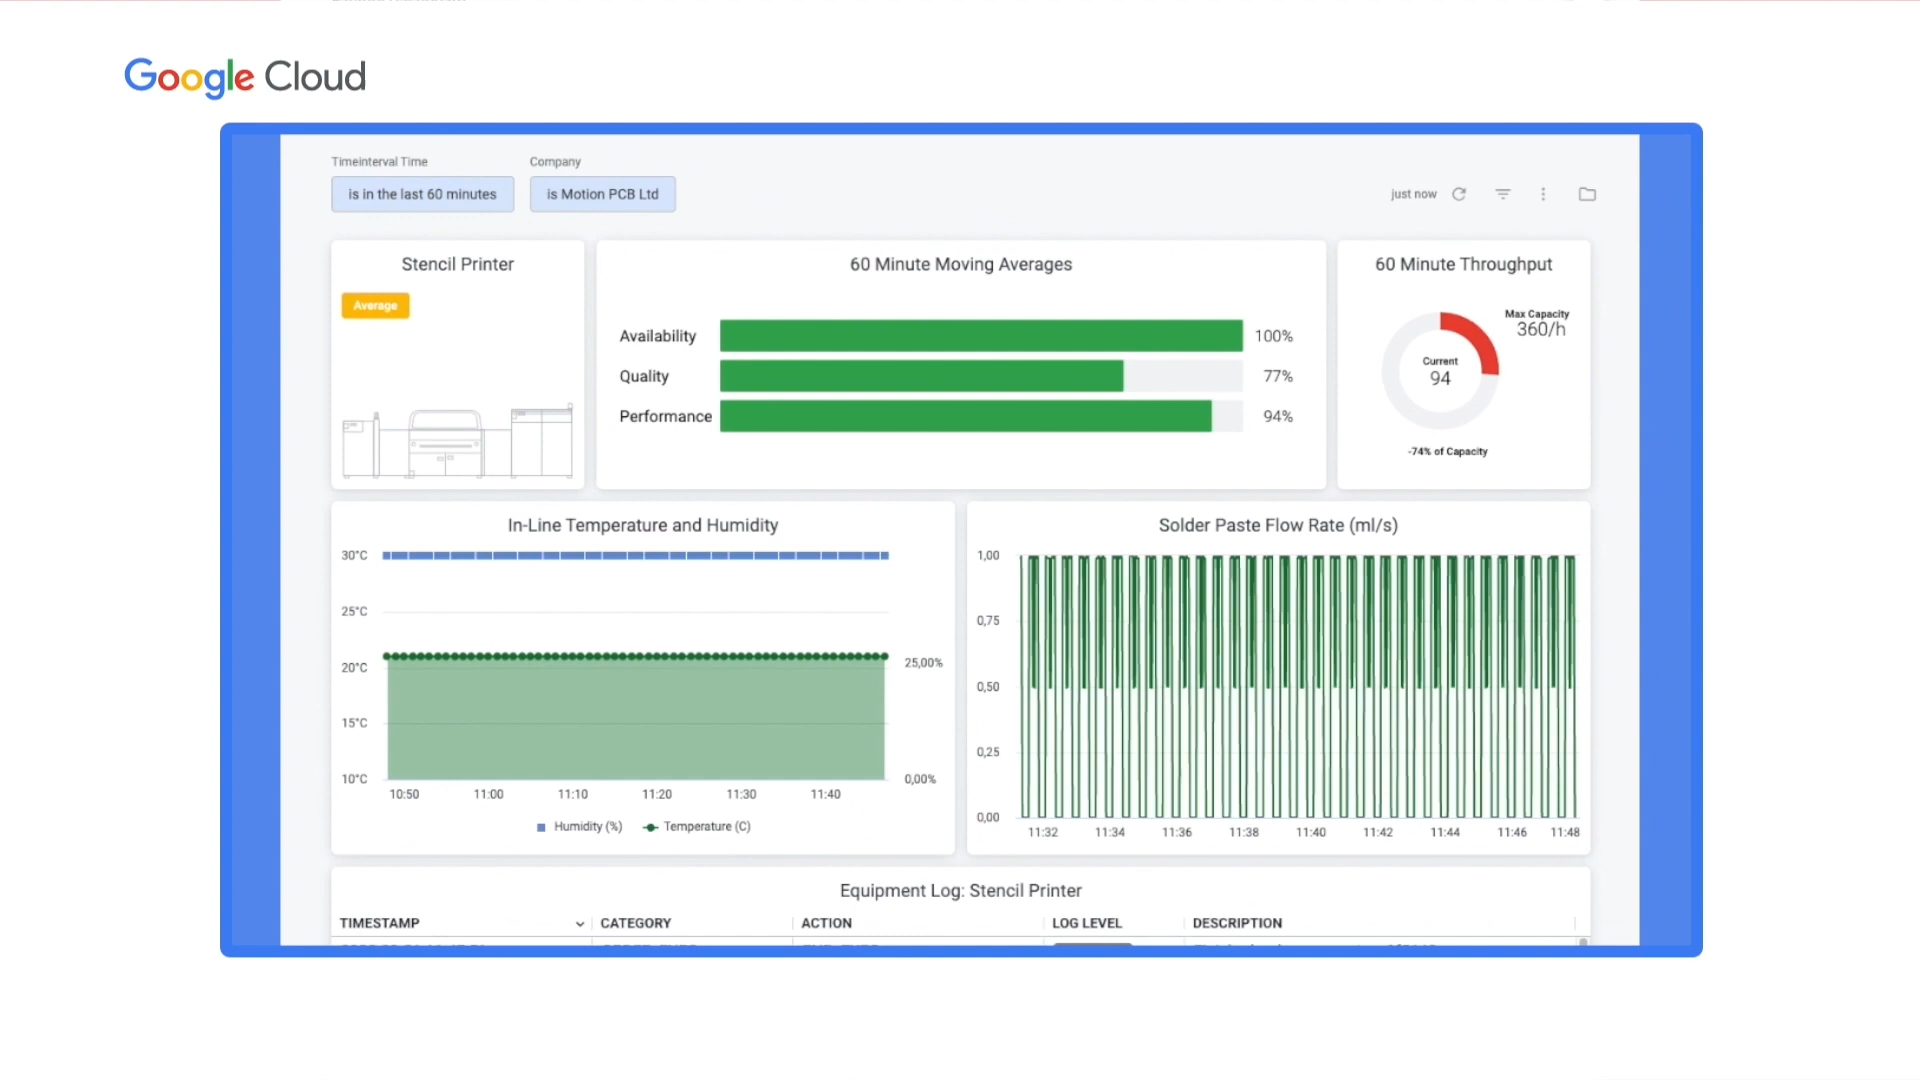 Google Cloud
Timeinterval Time
Company
is in the last 60 minutes
is Motion PCB Ltd
just now
Stencil Printer
Average
60 Minute Moving Averages
Availability 100%
Quality 77%
Performance 94%
60 Minute Throughput
Max Capacity
360/h
Current
94
-74% of Capacity
In-Line Temperature and Humidity
30°C
25°C
20°C
15°C
10°C
25,00%
0,00%
10:50 11:00 11:10 11:20 11:30 11:40
Humidity (%) Temperature (C)
Solder Paste Flow Rate (ml/s)
1,00
0,75
0,50
0,25
0,00
11:32 11:34 11:36 11:38 11:40 11:42 11:44 11:46 11:48
Equipment Log: Stencil Printer
TIMESTAMP CATEGORY ACTION LOG LEVEL DESCRIPTION